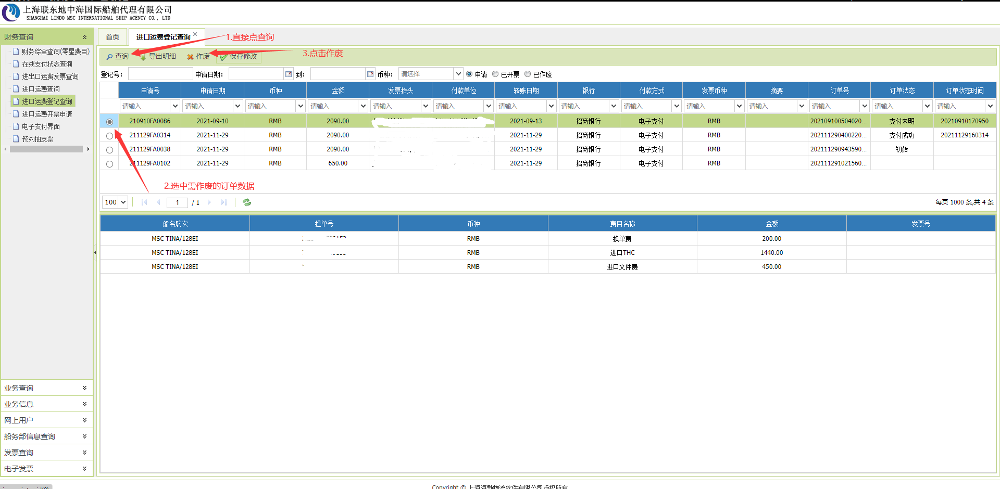 上海联东地中海国际船舶代理有限公司
SHANGHAI LINDO MSC INTERNATIONAL SHIP AGENCY CO., LTD
财务查询
财务综合查询(零星费目)
在线支付状态查询
进出口运费发票查询
进口运费查询
进口运费登记查询
进口运费开票申请
电子支付界面
预约抽支票
业务查询
业务信息
网上用户
船务部信息查询
发票查询
电子发票
首页 进口运费登记查询
1.直接点查询
查询 导出明细 作废 保存修改
3.点击作废
登记号: 申请日期: 到: 币种: 请选择 申请 已开票 已作废
申请号 申请日期 币种 金额 发票抬头 付款单位 转账日期 银行 付款方式 发票币种 摘要 订单号 订单状态 订单状态时间
请输入 请输入 请输入 请输入 请输入 请输入 请输入 请输入 请输入 请输入 请输入 请输入 请输入 请输入
210910FA0086 2021-09-10 RMB 2090.00 2021-09-13 招商银行 电子支付 RMB 202109100504020... 支付未明 20210910170950
211129FA0314 2021-11-29 RMB 2090.00 2021-11-29 招商银行 电子支付 RMB 202111290400220... 支付成功 20211129160314
211129FA0038 2021-11-29 RMB 2090.00 2021-11-29 招商银行 电子支付 RMB 202111290943590... 初始
211129FA0102 2021-11-29 RMB 650.00 2021-11-29 招商银行 电子支付 RMB 202111291021560...
2.选中需作废的订单数据
100 1 / 1 每页 1000 条,共 4 条
船名航次 提单号 币种 费目名称 金额 发票号
MSC TINA/128EI RMB 换单费 200.00
MSC TINA/128EI RMB 进口THC 1440.00
MSC TINA/128EI RMB 进口文件费 450.00
Copyright © 上海海勃物流软件有限公司版权所有